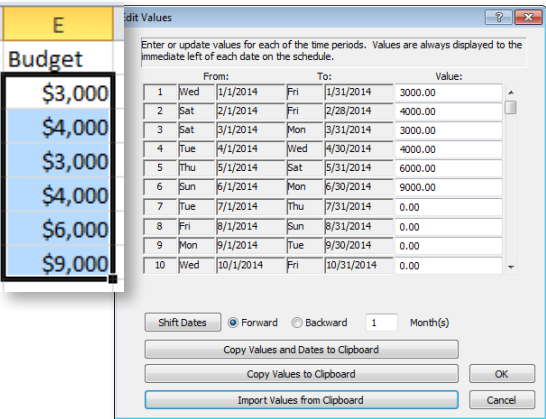 E
Budget
$3,000
$4,000
$3,000
$4,000
$6,000
$9,000
dit Values
Enter or update values for each of the time periods. Values are always displayed to the
immediate left of each date on the schedule.
From: To: Value:
1 Wed 1/1/2014 Fri 1/31/2014 3000.00
2 Sat 2/1/2014 Fri 2/28/2014 4000.00
3 Sat 3/1/2014 Mon 3/31/2014 3000.00
4 Tue 4/1/2014 Wed 4/30/2014 4000.00
5 Thu 5/1/2014 Sat 5/31/2014 6000.00
6 Sun 6/1/2014 Mon 6/30/2014 9000.00
7 Tue 7/1/2014 Thu 7/31/2014 0.00
8 Fri 8/1/2014 Sun 8/31/2014 0.00
9 Mon 9/1/2014 Tue 9/30/2014 0.00
10 Wed 10/1/2014 Fri 10/31/2014 0.00
Shift Dates Forward Backward 1 Month(s)
Copy Values and Dates to Clipboard
Copy Values to Clipboard OK
Import Values from Clipboard Cancel